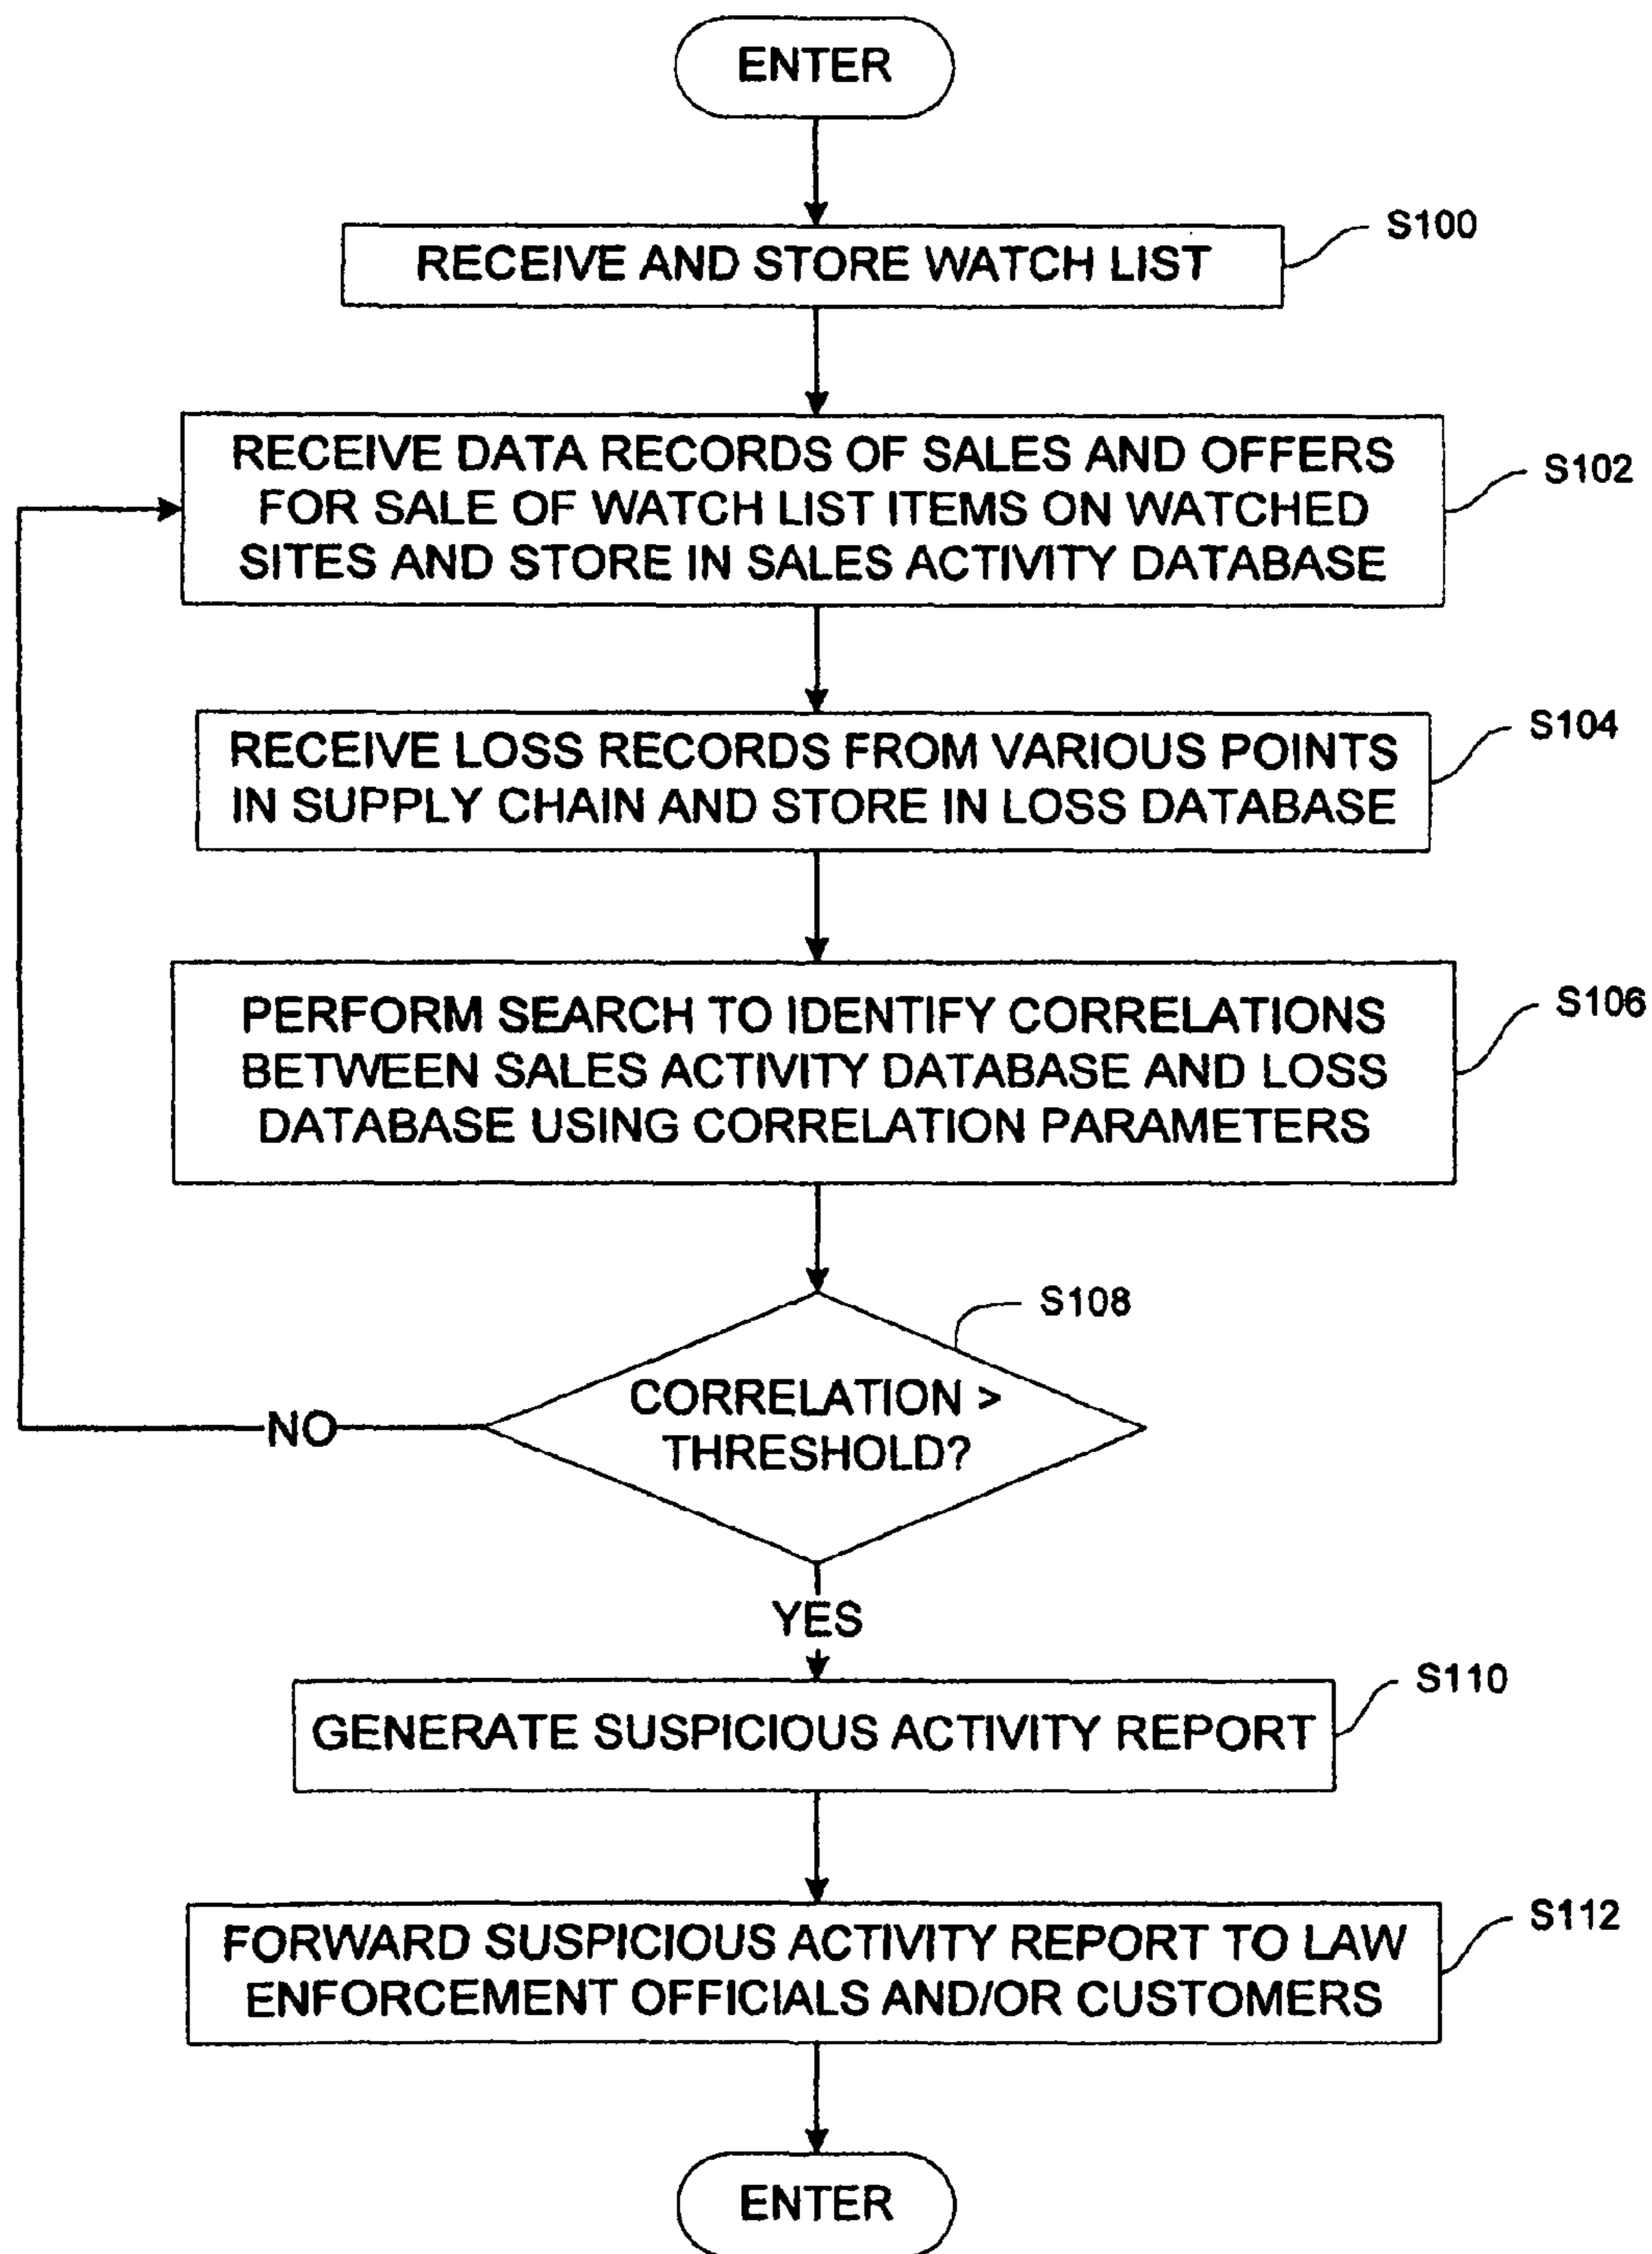 ENTER
RECEIVE AND STORE WATCH LIST
S100
RECEIVE DATA RECORDS OF SALES AND OFFERS
FOR SALE OF WATCH LIST ITEMS ON WATCHED
SITES AND STORE IN SALES ACTIVITY DATABASE
S102
RECEIVE LOSS RECORDS FROM VARIOUS POINTS
IN SUPPLY CHAIN AND STORE IN LOSS DATABASE
S104
PERFORM SEARCH TO IDENTIFY CORRELATIONS
BETWEEN SALES ACTIVITY DATABASE AND LOSS
DATABASE USING CORRELATION PARAMETERS
S106
S108
CORRELATION >
THRESHOLD?
NO
YES
GENERATE SUSPICIOUS ACTIVITY REPORT
S110
FORWARD SUSPICIOUS ACTIVITY REPORT TO LAW
ENFORCEMENT OFFICIALS AND/OR CUSTOMERS
S112
ENTER